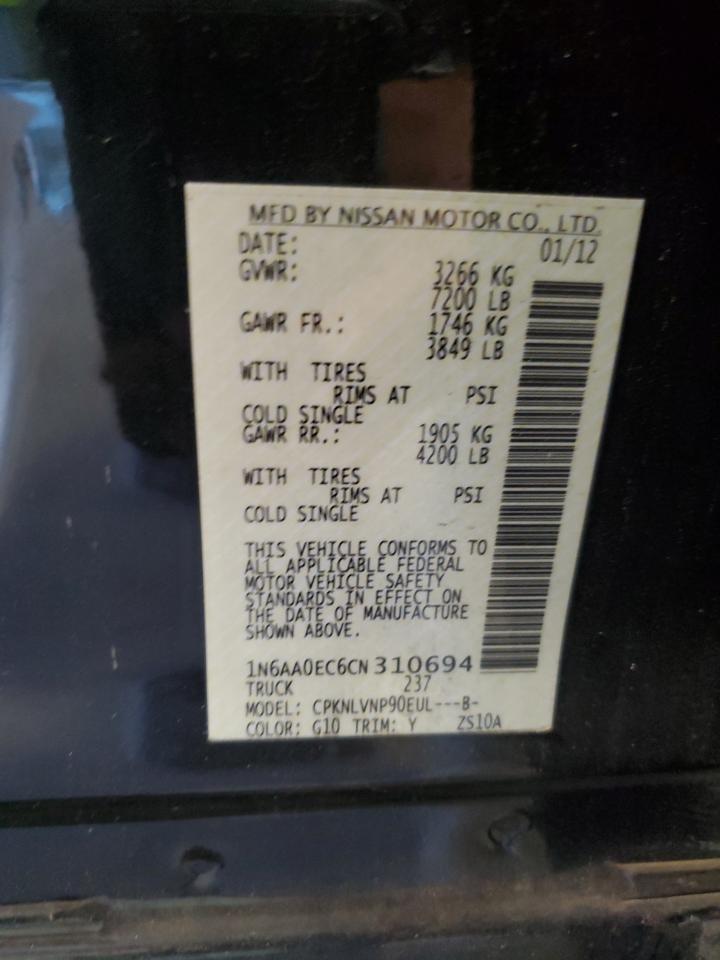 MFD BY NISSAN MOTOR CO., LTD.
DATE: 01/12
GVWR: 3266 KG
7200 LB
GAWR FR.: 1746 KG
3849 LB
WITH TIRES
RIMS AT PSI
COLD SINGLE
GAWR RR.: 1905 KG
4200 LB
WITH TIRES
RIMS AT PSI
COLD SINGLE
THIS VEHICLE CONFORMS TO
ALL APPLICABLE FEDERAL
MOTOR VEHICLE SAFETY
STANDARDS IN EFFECT ON
THE DATE OF MANUFACTURE
SHOWN ABOVE.
1N6AA0EC6CN310694
TRUCK 237
MODEL: CPKNLVNP90EUL---B-
COLOR: G10 TRIM: Y ZS10A